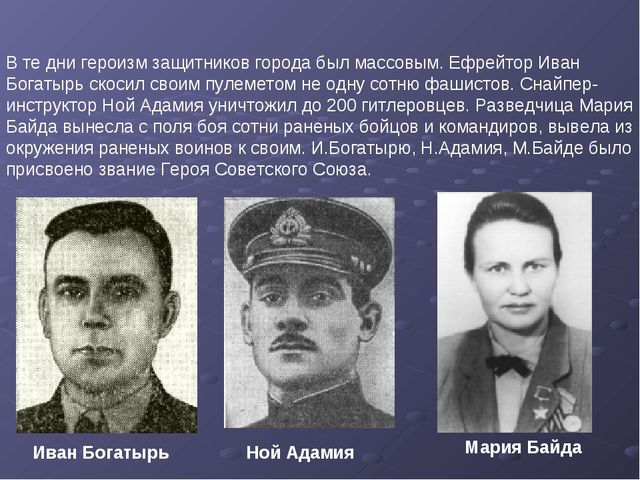 В те дни героизм защитников города был массовым. Ефрейтор Иван
Богатырь скосил своим пулеметом не одну сотню фашистов. Снайпер-
инструктор Ной Адамия уничтожил до 200 гитлеровцев. Разведчица Мария
Байда вынесла с поля боя сотни раненых бойцов и командиров, вывела из
окружения раненых воинов к своим. И.Богатырю, Н.Адамия, М.Байде было
присвоено звание Героя Советского Союза.
Иван Богатырь
Ной Адамия
Мария Байда